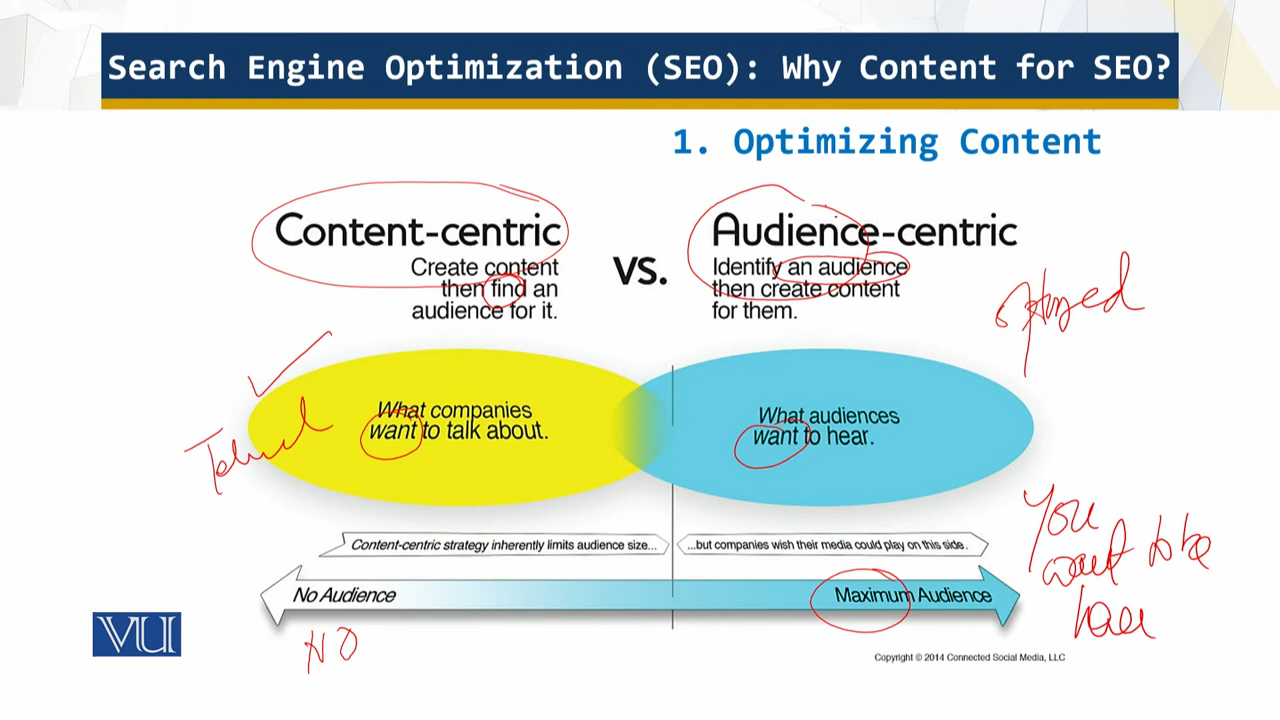 Search Engine Optimization (SEO): Why Content for SEO?
1. Optimizing Content
Content-centric
Create content
then find an
audience for it.
VS.
Audience-centric
Identify an audience
then create content
for them.
What companies
want to talk about.
What audiences
want to hear.
Content-centric strategy inherently limits audience size...
...but companies wish their media could play on this side.
No Audience
Maximum Audience
NO
You
want to be
VU
Copyright © 2014 Connected Social Media, LLC